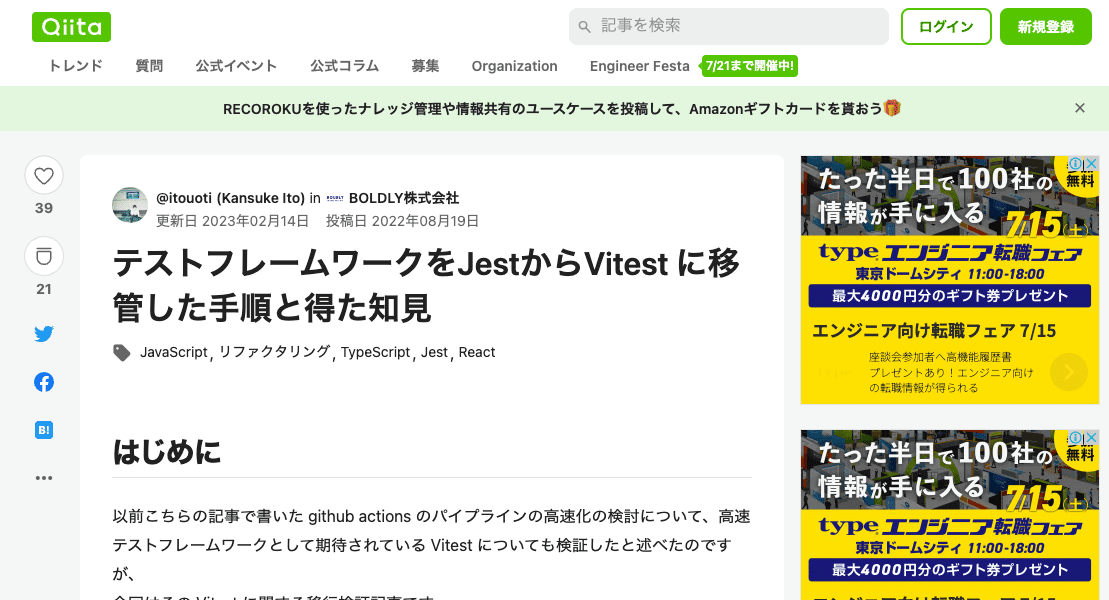 Qiita
記事を検索
ログイン
新規登録
トレンド 質問 公式イベント 公式コラム 募集 Organization Engineer Festa 7/21まで開催中!
RECOROKUを使ったナレッジ管理や情報共有のユースケースを投稿して、Amazonギフトカードを貰おう🎁
39
21
B!
@itouoti (Kansuke Ito) in BOLDLY BOLDLY株式会社
更新日 2023年02月14日 投稿日 2022年08月19日
テストフレームワークをJestからVitest に移
管した手順と得た知見
JavaScript, リファクタリング, TypeScript, Jest, React
はじめに
以前こちらの記事で書いた github actions のパイプラインの高速化の検討について、高速
テストフレームワークとして期待されている Vitest についても検証したと述べたのです
が、
たった半日で100社の
情報が手に入る
無料
7.15(土)
type エンジニア転職フェア
東京ドームシティ 11:00-18:00
最大4000円分のギフト券プレゼント
エンジニア向け転職フェア 7/15
座談会参加者へ高機能履歴書
プレゼントあり！エンジニア向け
の転職情報が得られる
たった半日で100社の
情報が手に入る
無料
7.15(土)
type エンジニア転職フェア
東京ドームシティ 11:00-18:00
最大4000円分のギフト券プレゼント